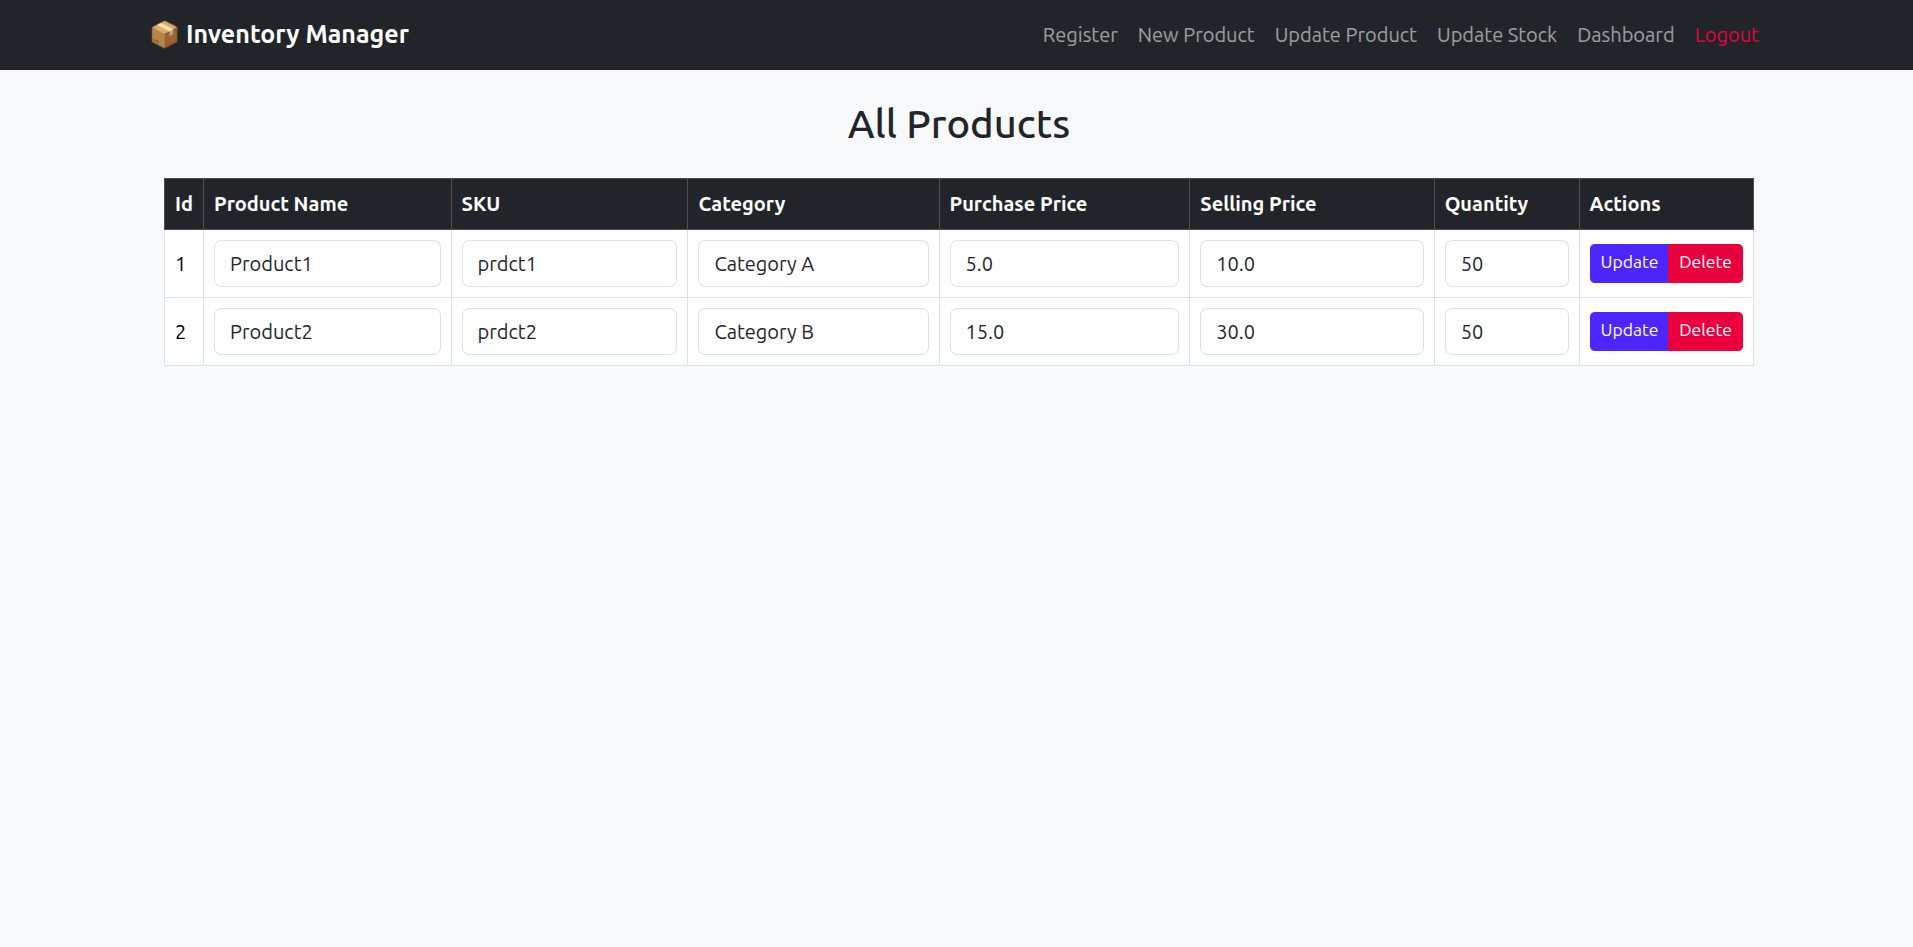 📦 Inventory Manager Register New Product Update Product Update Stock Dashboard Logout
All Products
Id Product Name SKU Category Purchase Price Selling Price Quantity Actions
1 Product1 prdct1 Category A 5.0 10.0 50 Update Delete
2 Product2 prdct2 Category B 15.0 30.0 50 Update Delete